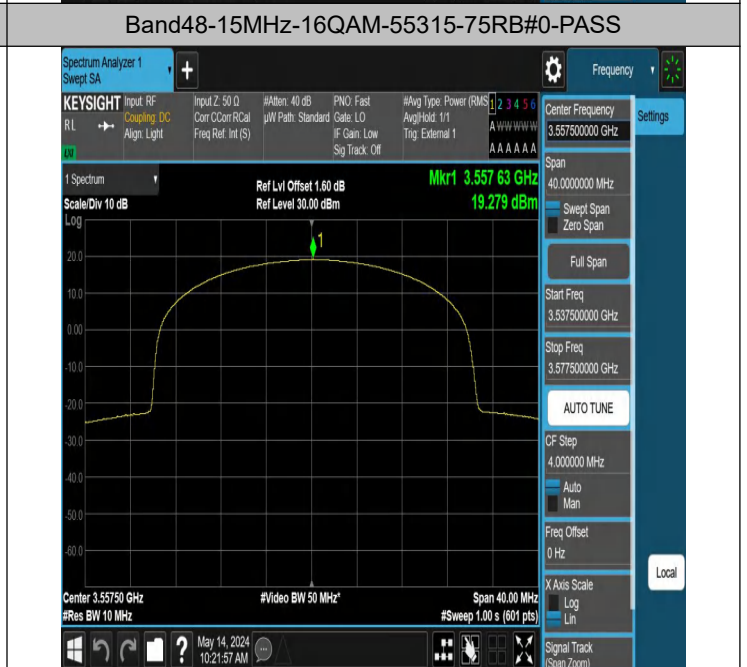 Band48-15MHz-16QAM-55315-75RB#0-PASS
Spectrum Analyzer 1
Swept SA
+
Frequency
KEYSIGHT
RL
Input: RF
Coupling: DC
Align: Light
Input Z: 50 Ω
Corr CCorr RCal
Freq Ref: Int (S)
#Atten: 40 dB
µW Path: Standard
PNO: Fast
Gate: LO
IF Gain: Low
Sig Track: Off
#Avg Type: Power (RMS
Avg|Hold: 1/1
Trig: External 1
1 2 3 4 5 6
A W W W W W
A A A A A A
Center Frequency
3.557500000 GHz
Settings
Span
40.0000000 MHz
Swept Span
Zero Span
Full Span
Start Freq
3.537500000 GHz
Stop Freq
3.577500000 GHz
AUTO TUNE
CF Step
4.000000 MHz
Auto
Man
Freq Offset
0 Hz
X Axis Scale
Log
Lin
Signal Track
(Span Zoom)
Local
1 Spectrum
Scale/Div 10 dB
Log
Ref Lvl Offset 1.60 dB
Ref Level 30.00 dBm
Mkr1 3.557 63 GHz
19.279 dBm
1
20.0
10.0
0.00
-10.0
-20.0
-30.0
-40.0
-50.0
-60.0
Center 3.55750 GHz
#Res BW 10 MHz
#Video BW 50 MHz*
Span 40.00 MHz
#Sweep 1.00 s (601 pts)
?
May 14, 2024
10:21:57 AM